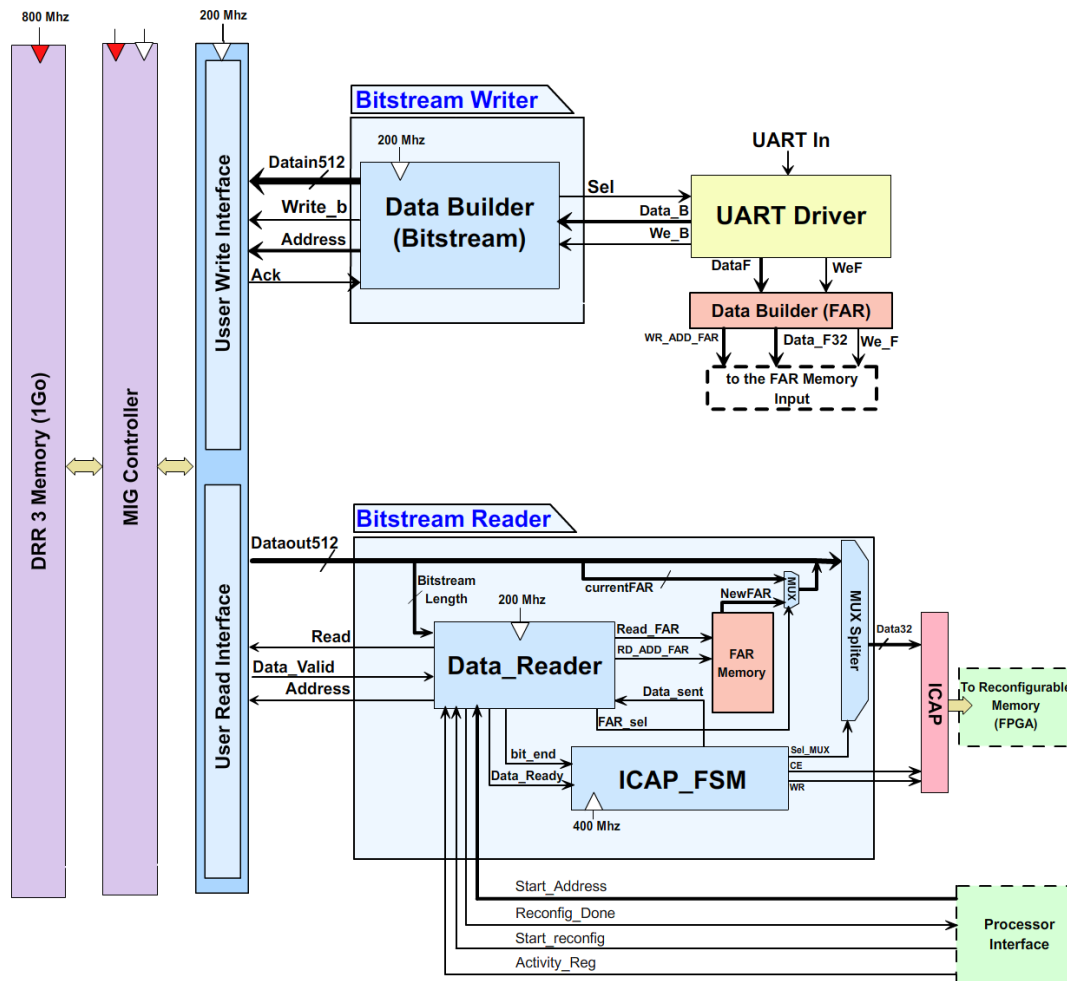 800 Mhz
200 Mhz
DRR 3 Memory (1Go)
MIG Controller
Usser Write Interface
User Read Interface
Bitstream Writer
200 Mhz
Datain512
Write_b
Address
Ack
Data Builder
(Bitstream)
Sel
Data_B
We_B
UART In
UART Driver
DataF
WeF
Data Builder (FAR)
WR_ADD_FAR
Data_F32
We_F
to the FAR Memory
Input
Bitstream Reader
Dataout512
Bitstream
Length
currentFAR
MUX
NewFAR
200 Mhz
Read
Data_Valid
Address
Data_Reader
Read_FAR
RD_ADD_FAR
FAR
Memory
MUX Spliter
Data32
ICAP
To Reconfigurable
Memory
(FPGA)
Data_sent
FAR_sel
bit_end
Data_Ready
ICAP_FSM
400 Mhz
Sel_MUX
CE
WR
Start_Address
Reconfig_Done
Start_reconfig
Activity_Reg
Processor
Interface